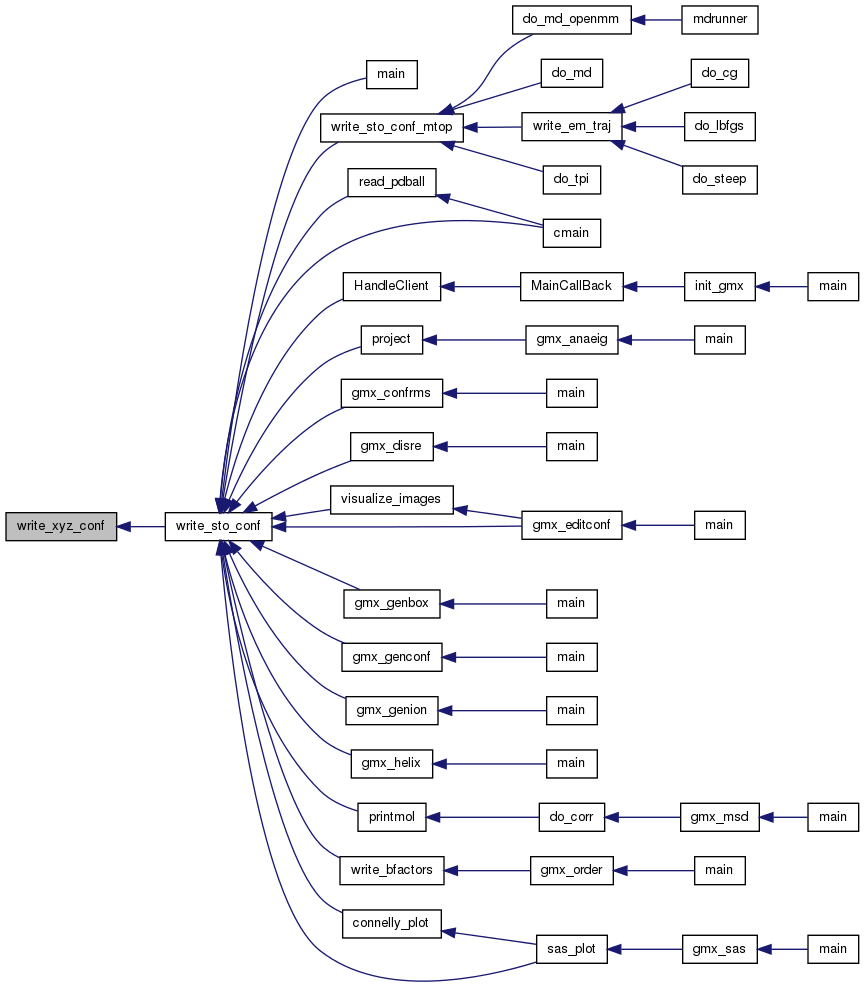 do_md_openmm
mdrunner
main
do_md
do_cg
write_sto_conf_mtop
write_em_traj
do_lbfgs
read_pdball
do_tpi
do_steep
cmain
HandleClient
MainCallBack
init_gmx
main
project
gmx_anaeig
main
gmx_confrms
main
gmx_disre
main
visualize_images
write_xyz_conf
write_sto_conf
gmx_editconf
main
gmx_genbox
main
gmx_genconf
main
gmx_genion
main
gmx_helix
main
printmol
do_corr
gmx_msd
main
write_bfactors
gmx_order
main
connelly_plot
sas_plot
gmx_sas
main